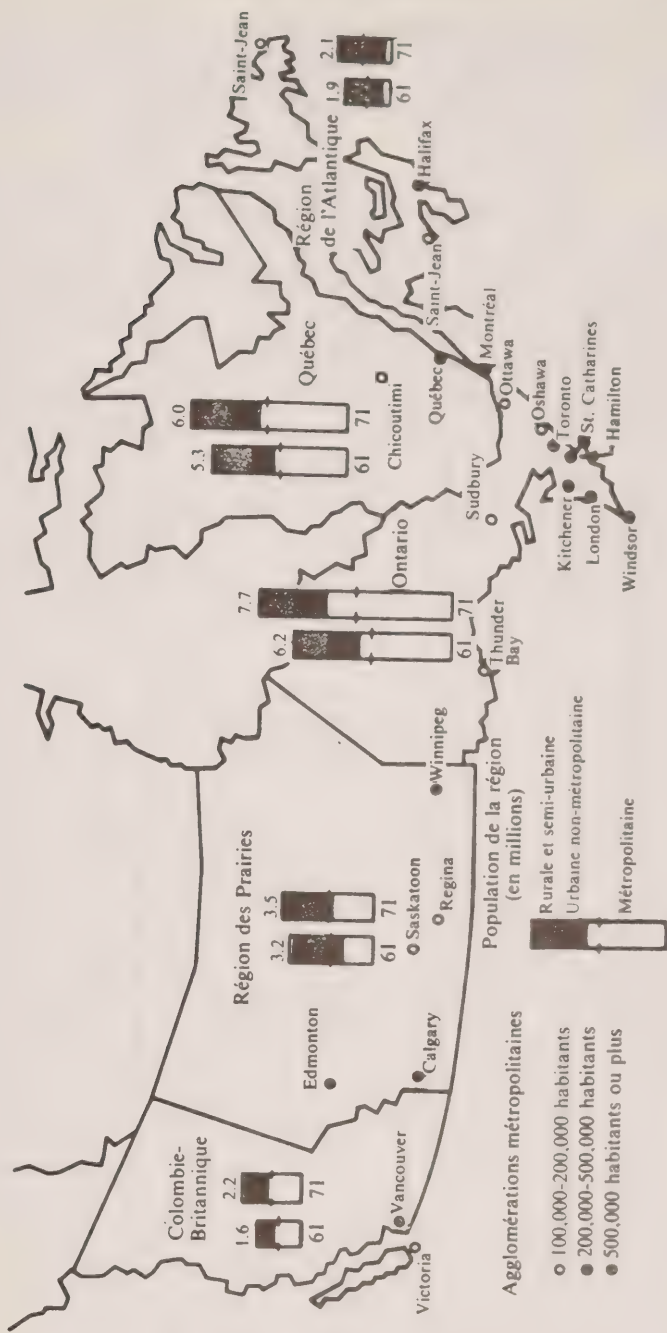 Colombie-
Britannique
1.6
2.2
61
71
Victoria
Vancouver
Région des Prairies
3.2
3.5
61
71
Edmonton
Calgary
Saskatoon
Regina
Winnipeg
Ontario
6.2
7.7
61
71
Thunder
Bay
Sudbury
Québec
5.3
6.0
61
71
Chicoutimi
Québec
Montréal
Ottawa
Oshawa
Toronto
St. Catharines
Hamilton
Kitchener
London
Windsor
Région
de l'Atlantique
1.9
2.1
61
71
Saint-Jean
Saint-Jean
Halifax
Agglomérations métropolitaines
100,000-200,000 habitants
200,000-500,000 habitants
500,000 habitants ou plus
Population de la région
(en millions)
Rurale et semi-urbaine
Urbaine non-métropolitaine
Métropolitaine